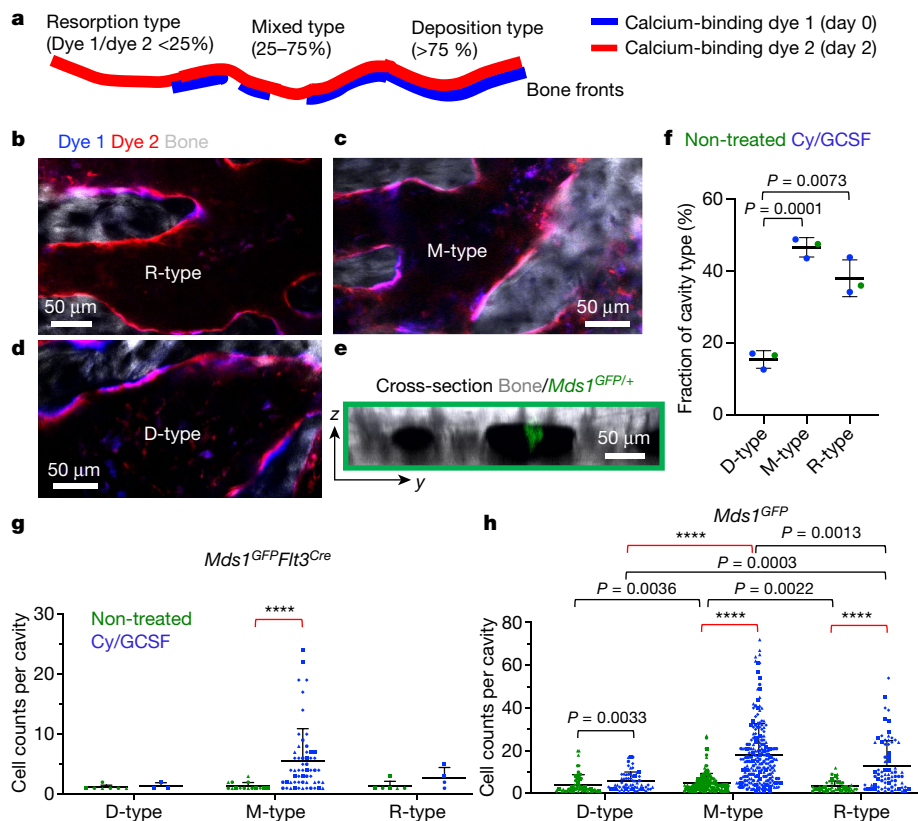 a
Resorption type
(Dye 1/dye 2 <25%)
Mixed type
(25–75%)
Deposition type
(>75 %)
Calcium-binding dye 1 (day 0)
Calcium-binding dye 2 (day 2)
Bone fronts
b
Dye 1 Dye 2 Bone
R-type
50 μm
c
M-type
50 μm
d
D-type
50 μm
e
Cross-section Bone/Mds1GFP/+
z
y
50 μm
f
Non-treated Cy/GCSF
P = 0.0073
P = 0.0001
Fraction of cavity type (%)
60
40
20
0
D-type
M-type
R-type
g
Mds1GFPFlt3Cre
Non-treated
Cy/GCSF
****
Cell counts per cavity
30
20
10
0
D-type
M-type
R-type
h
Mds1GFP
****
P = 0.0013
P = 0.0003
P = 0.0036
P = 0.0022
****
****
P = 0.0033
Cell counts per cavity
80
60
40
20
0
D-type
M-type
R-type